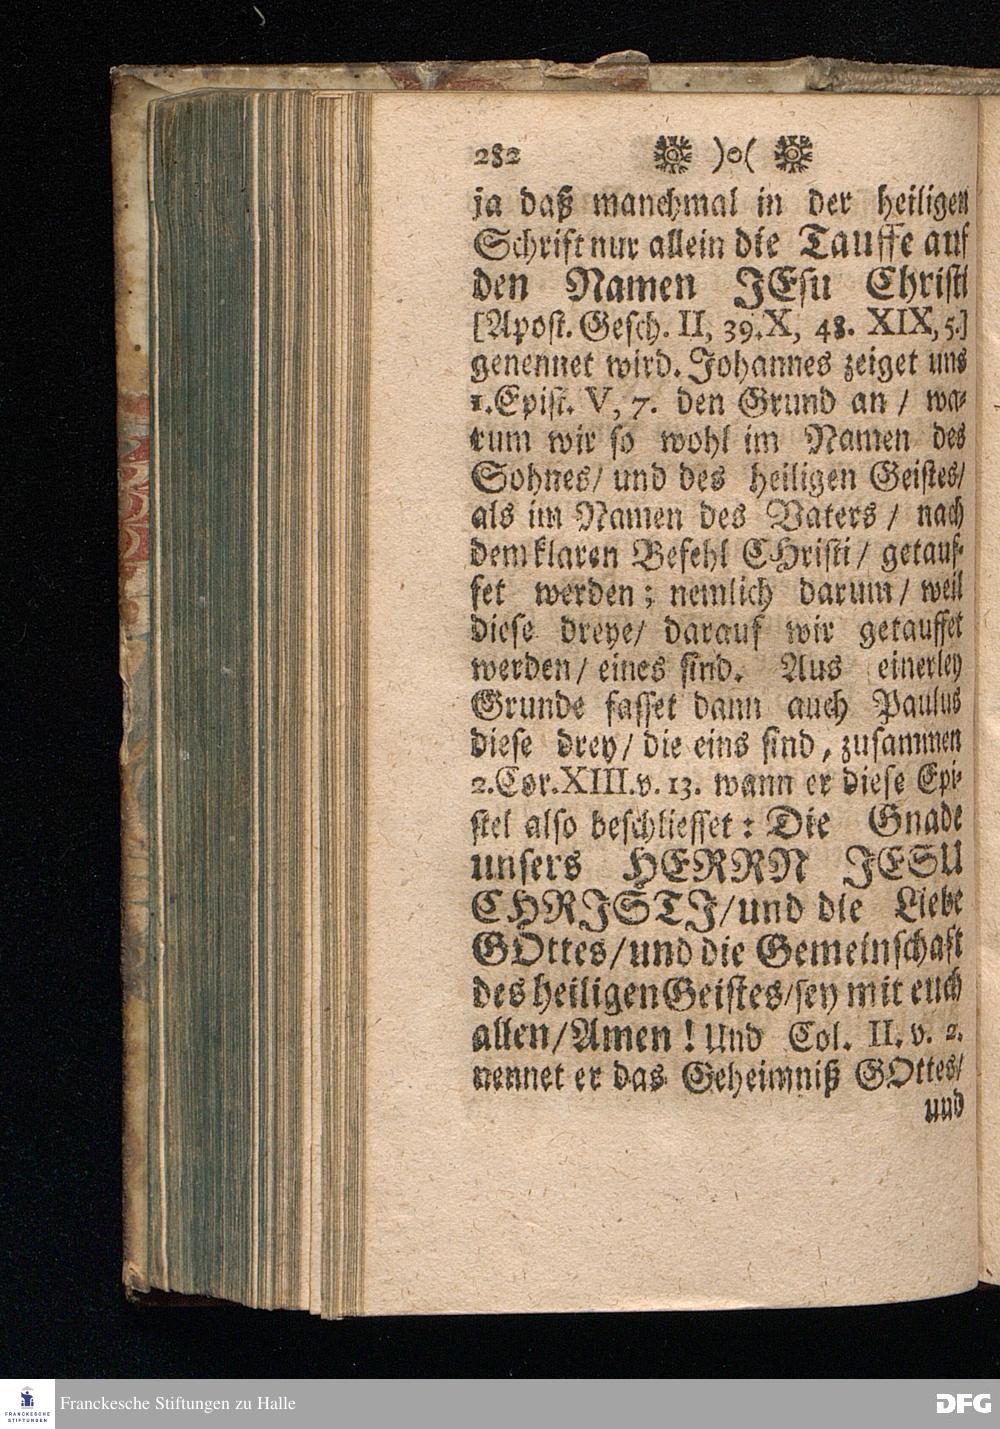 282 )o(
ja daß manchmal in der heiligen
Schrift nur allein die Tauffe auf
den Namen JEsu Christi
[Apost. Gesch. II, 39. X, 48. XIX, 5.]
genennet wird. Johannes zeiget uns
1. Epist. V, 7. den Grund an / wa-
rum wir so wohl im Namen des
Sohnes/ und des heiligen Geistes/
als im Namen des Vaters / nach
dem klaren Befehl CHristi / getauf-
fet werden; nemlich darum / weil
diese dreye/ darauf wir getauffet
werden / eines sind. Aus einerley
Grunde fasset dann auch Paulus
diese drey / die eins sind, zusammen
2. Cor. XIII. v. 13. wann er diese Epi-
stel also beschliesset: Die Gnade
unsers HERRN JESU
CHRJSTJ/und die Liebe
GOttes/und die Gemeinschaft
des heiligen Geistes/sey mit euch
allen/Amen! Und Col. II. v. 2.
nennet er das Geheimniß GOttes/
und
FRANCKESCHE STIFTUNGEN
Franckesche Stiftungen zu Halle
DFG